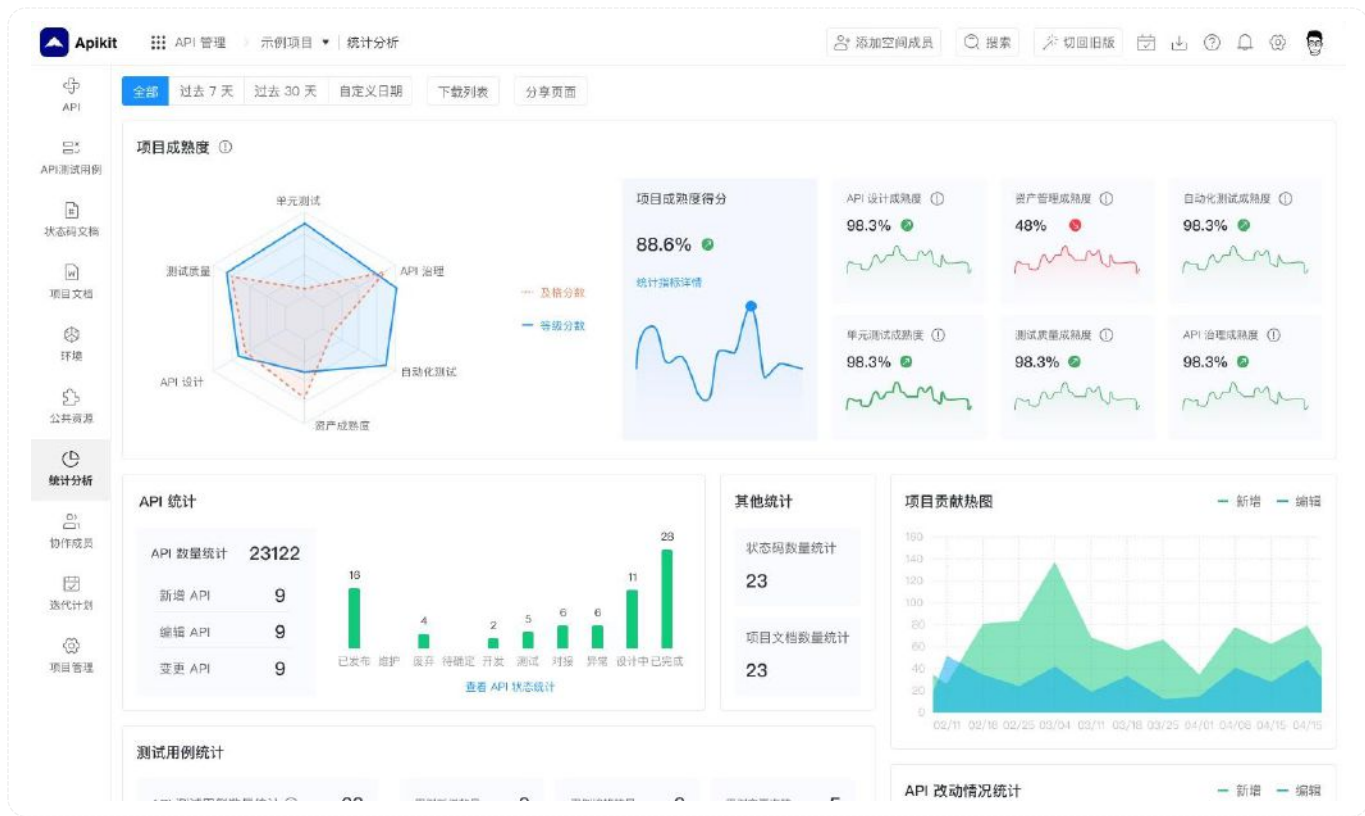 Apikit
API 管理
示例项目
统计分析
添加空间成员
搜索
切回旧版
API
API测试用例
状态码文档
项目文档
环境
公共资源
统计分析
协作成员
迭代计划
项目管理
全部
过去 7 天
过去 30 天
自定义日期
下载列表
分享页面
项目成熟度
单元测试
API 治理
自动化测试
资产成熟度
API 设计
测试质量
及格分数
等级分数
项目成熟度得分
88.6%
统计指标详情
API 设计成熟度
98.3%
资产管理成熟度
48%
自动化测试成熟度
98.3%
单元测试成熟度
98.3%
测试质量成熟度
98.3%
API 治理成熟度
98.3%
API 统计
API 数量统计 23122
新增 API 9
编辑 API 9
变更 API 9
16 4 2 5 6 6 11 28
已发布 维护 废弃 待确定 开发 测试 对接 异常 设计中 已完成
查看 API 状态统计
其他统计
状态码数量统计
23
项目文档数量统计
23
项目贡献热图
新增 编辑
160
140
120
100
80
60
40
20
0
02/11 02/18 02/25 03/04 03/11 03/18 03/25 04/01 04/08 04/15 04/15
测试用例统计
API 改动情况统计
新增 编辑